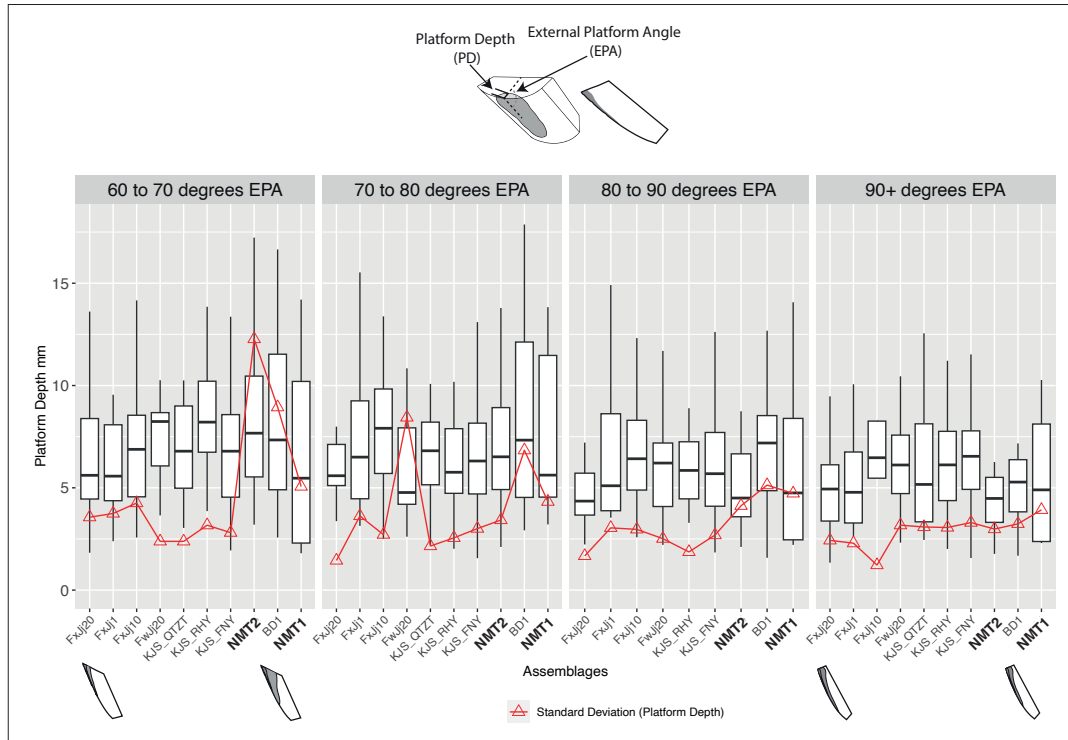 Platform Depth
(PD)
External Platform Angle
(EPA)
60 to 70 degrees EPA
70 to 80 degrees EPA
80 to 90 degrees EPA
90+ degrees EPA
Platform Depth mm
15
10
5
0
FxJj20
FxJj1
FxJj10
FwJj20
KJS_QTZT
KJS_RHY
KJS_FNY
NMT2
BD1
NMT1
FxJj20
FxJj1
FxJj10
FwJj20
KJS_QTZT
KJS_RHY
KJS_FNY
NMT2
BD1
NMT1
FxJj20
FxJj1
FxJj10
FwJj20
KJS_RHY
KJS_FNY
NMT2
BD1
NMT1
FxJj20
FxJj1
FxJj10
FwJj20
KJS_QTZT
KJS_RHY
KJS_FNY
NMT2
BD1
NMT1
Assemblages
Standard Deviation (Platform Depth)